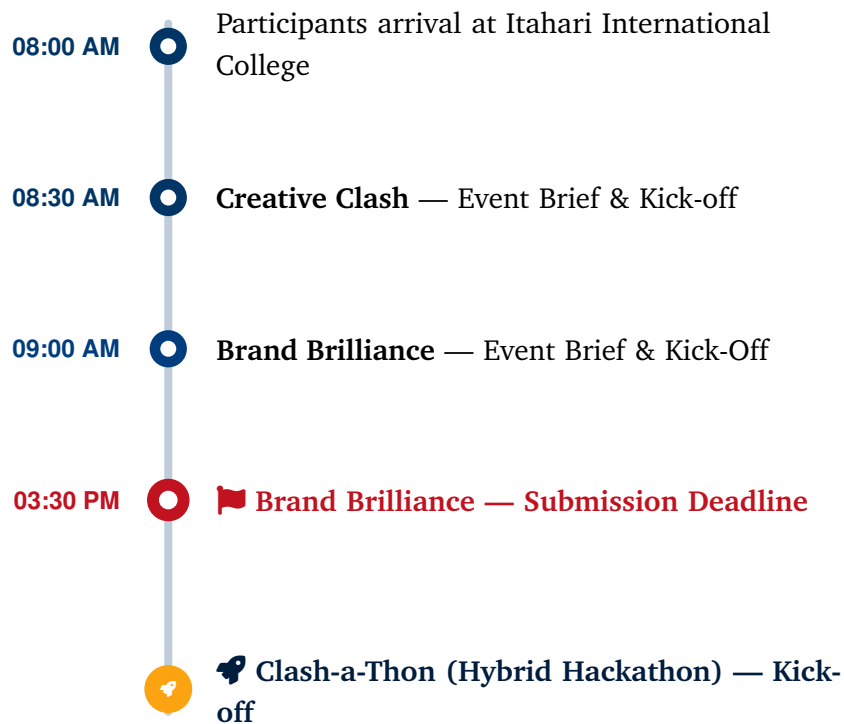 08:00 AM Participants arrival at Itahari International
College
08:30 AM Creative Clash — Event Brief & Kick-off
09:00 AM Brand Brilliance — Event Brief & Kick-Off
03:30 PM Brand Brilliance — Submission Deadline
Clash-a-Thon (Hybrid Hackathon) — Kick-
off